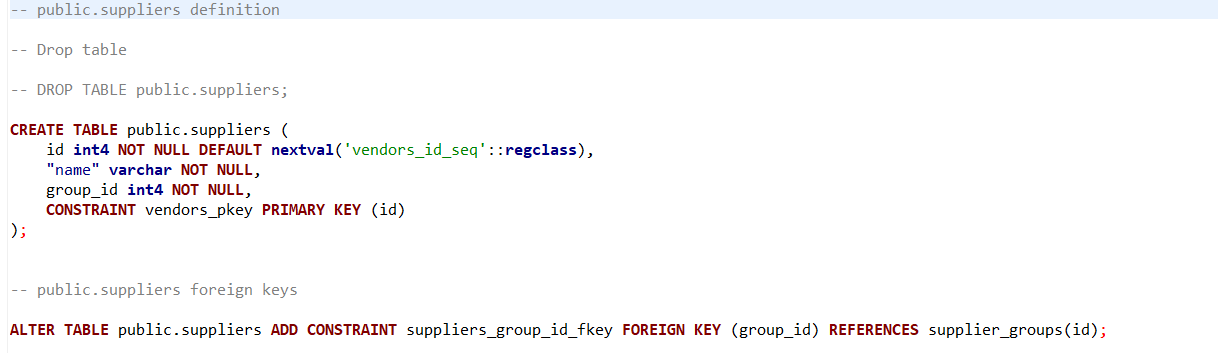 -- public.suppliers definition
-- Drop table
-- DROP TABLE public.suppliers;
CREATE TABLE public.suppliers (
id int4 NOT NULL DEFAULT nextval('vendors_id_seq'::regclass),
"name" varchar NOT NULL,
group_id int4 NOT NULL,
CONSTRAINT vendors_pkey PRIMARY KEY (id)
);
-- public.suppliers foreign keys
ALTER TABLE public.suppliers ADD CONSTRAINT suppliers_group_id_fkey FOREIGN KEY (group_id) REFERENCES supplier_groups(id);